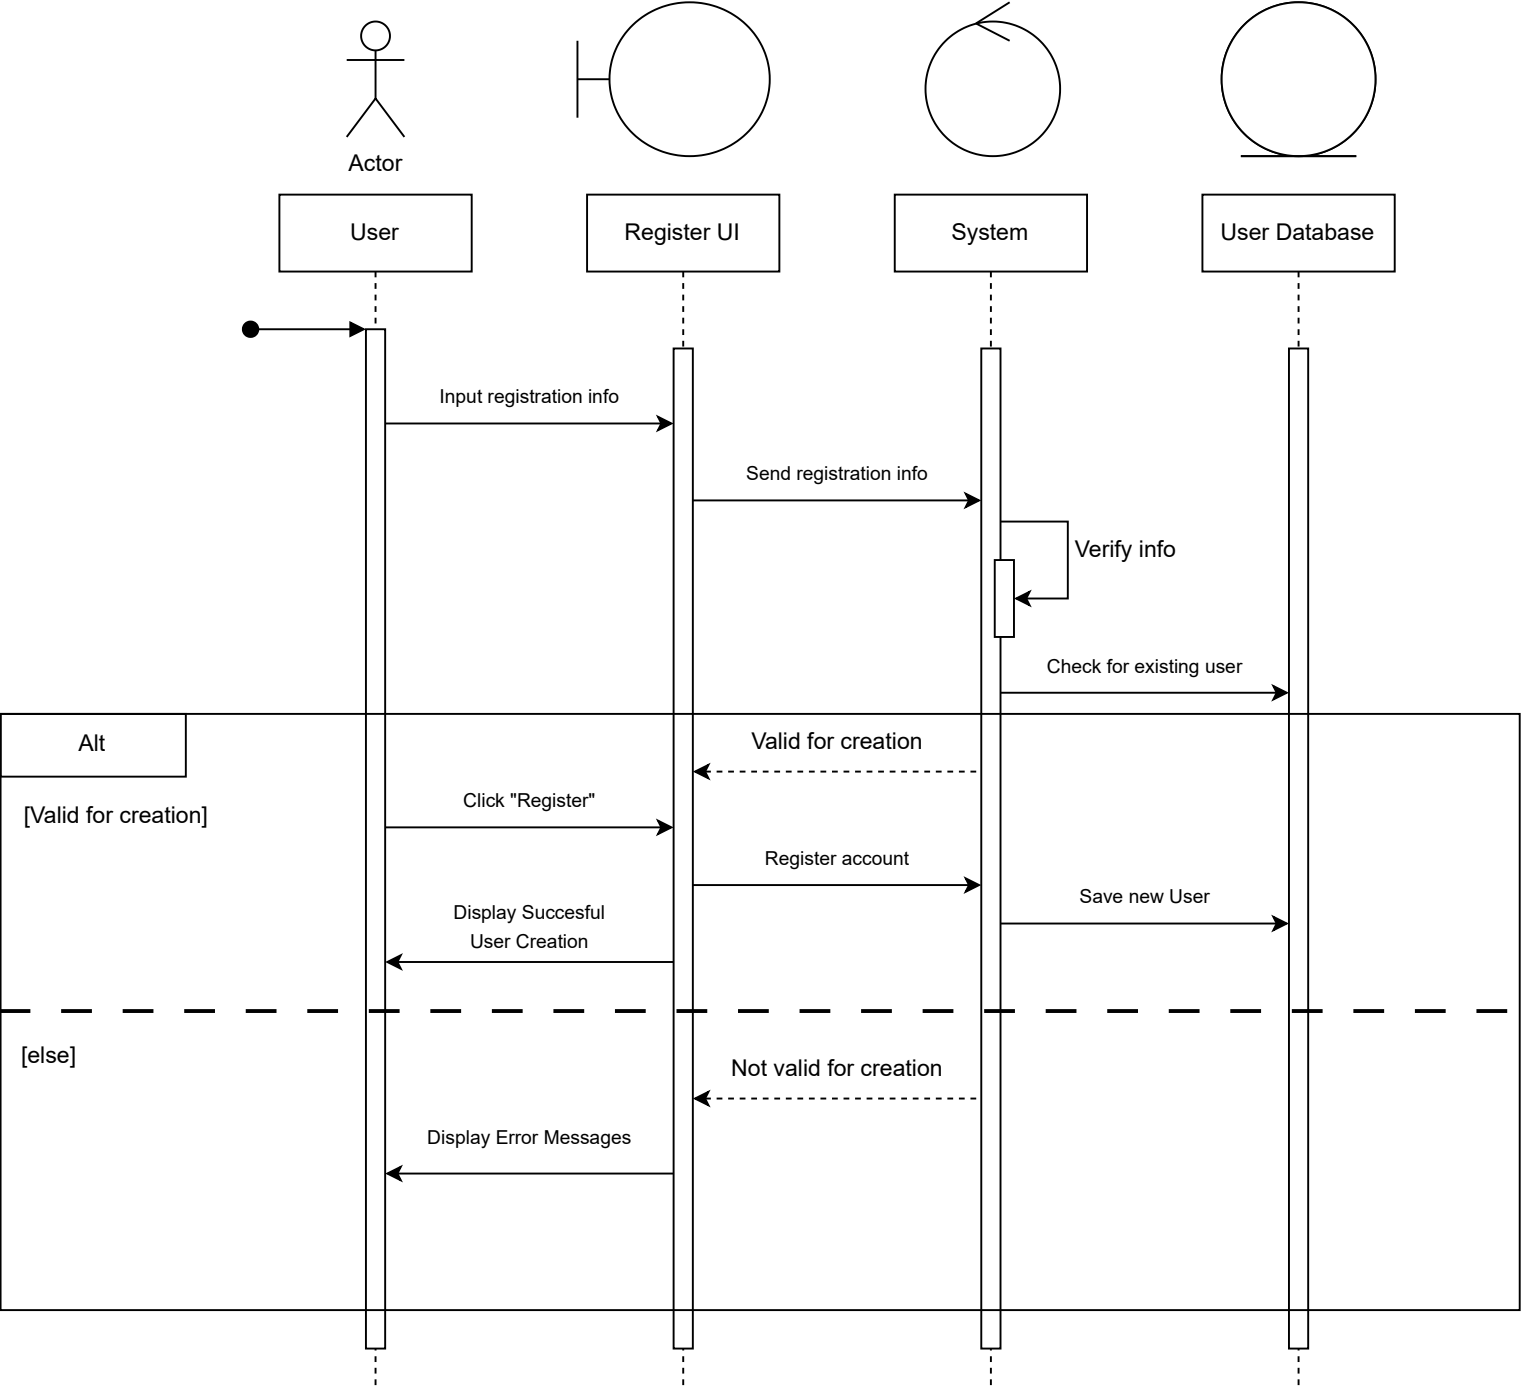 Actor
User
Register UI
System
User Database
Input registration info
Send registration info
Verify info
Check for existing user
Alt
Valid for creation
[Valid for creation]
Click "Register"
Register account
Save new User
Display Succesful
User Creation
[else]
Not valid for creation
Display Error Messages